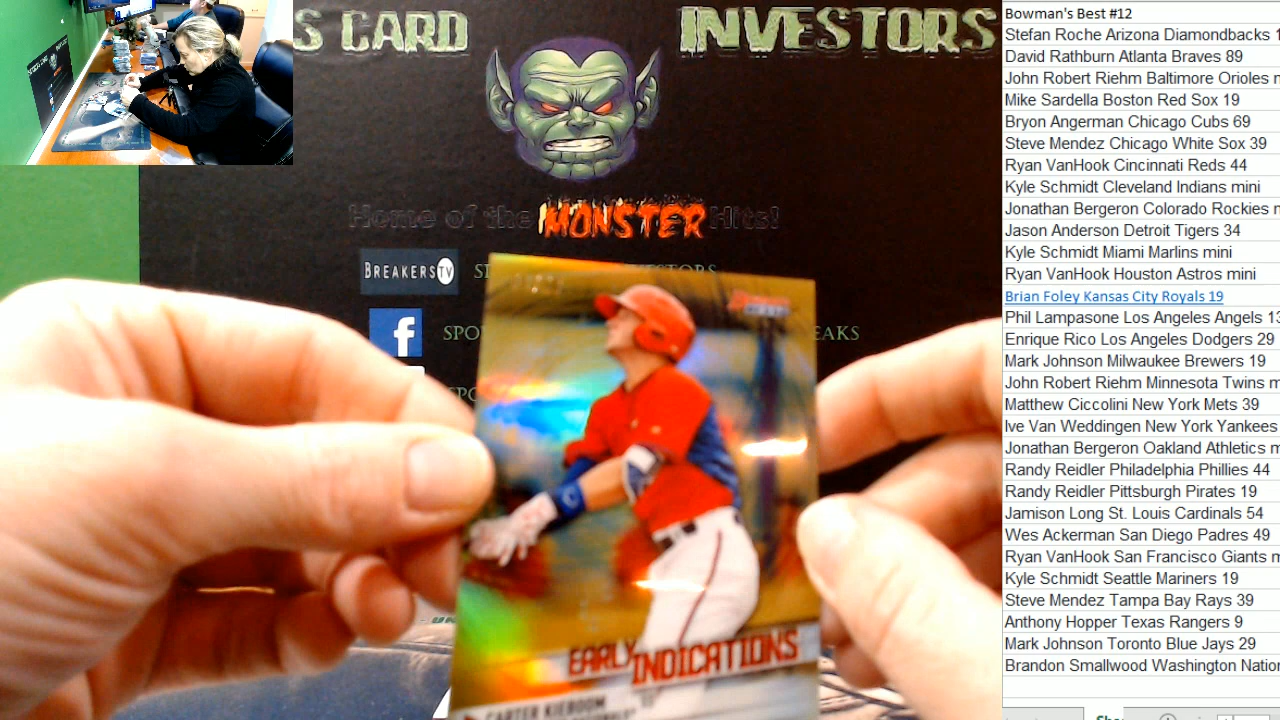 S CARD INVESTORS
Home of the MONSTER Hits!
BREAKERS TV
f
SPO
EAKS
EARLY INDICATIONS
CARTER KIEBOOM
Bowman's Best #12
Stefan Roche Arizona Diamondbacks 1
David Rathburn Atlanta Braves 89
John Robert Riehm Baltimore Orioles m
Mike Sardella Boston Red Sox 19
Bryon Angerman Chicago Cubs 69
Steve Mendez Chicago White Sox 39
Ryan VanHook Cincinnati Reds 44
Kyle Schmidt Cleveland Indians mini
Jonathan Bergeron Colorado Rockies m
Jason Anderson Detroit Tigers 34
Kyle Schmidt Miami Marlins mini
Ryan VanHook Houston Astros mini
Brian Foley Kansas City Royals 19
Phil Lampasone Los Angeles Angels 13
Enrique Rico Los Angeles Dodgers 29
Mark Johnson Milwaukee Brewers 19
John Robert Riehm Minnesota Twins m
Matthew Ciccolini New York Mets 39
Ive Van Weddingen New York Yankees
Jonathan Bergeron Oakland Athletics m
Randy Reidler Philadelphia Phillies 44
Randy Reidler Pittsburgh Pirates 19
Jamison Long St. Louis Cardinals 54
Wes Ackerman San Diego Padres 49
Ryan VanHook San Francisco Giants m
Kyle Schmidt Seattle Mariners 19
Steve Mendez Tampa Bay Rays 39
Anthony Hopper Texas Rangers 9
Mark Johnson Toronto Blue Jays 29
Brandon Smallwood Washington Nation